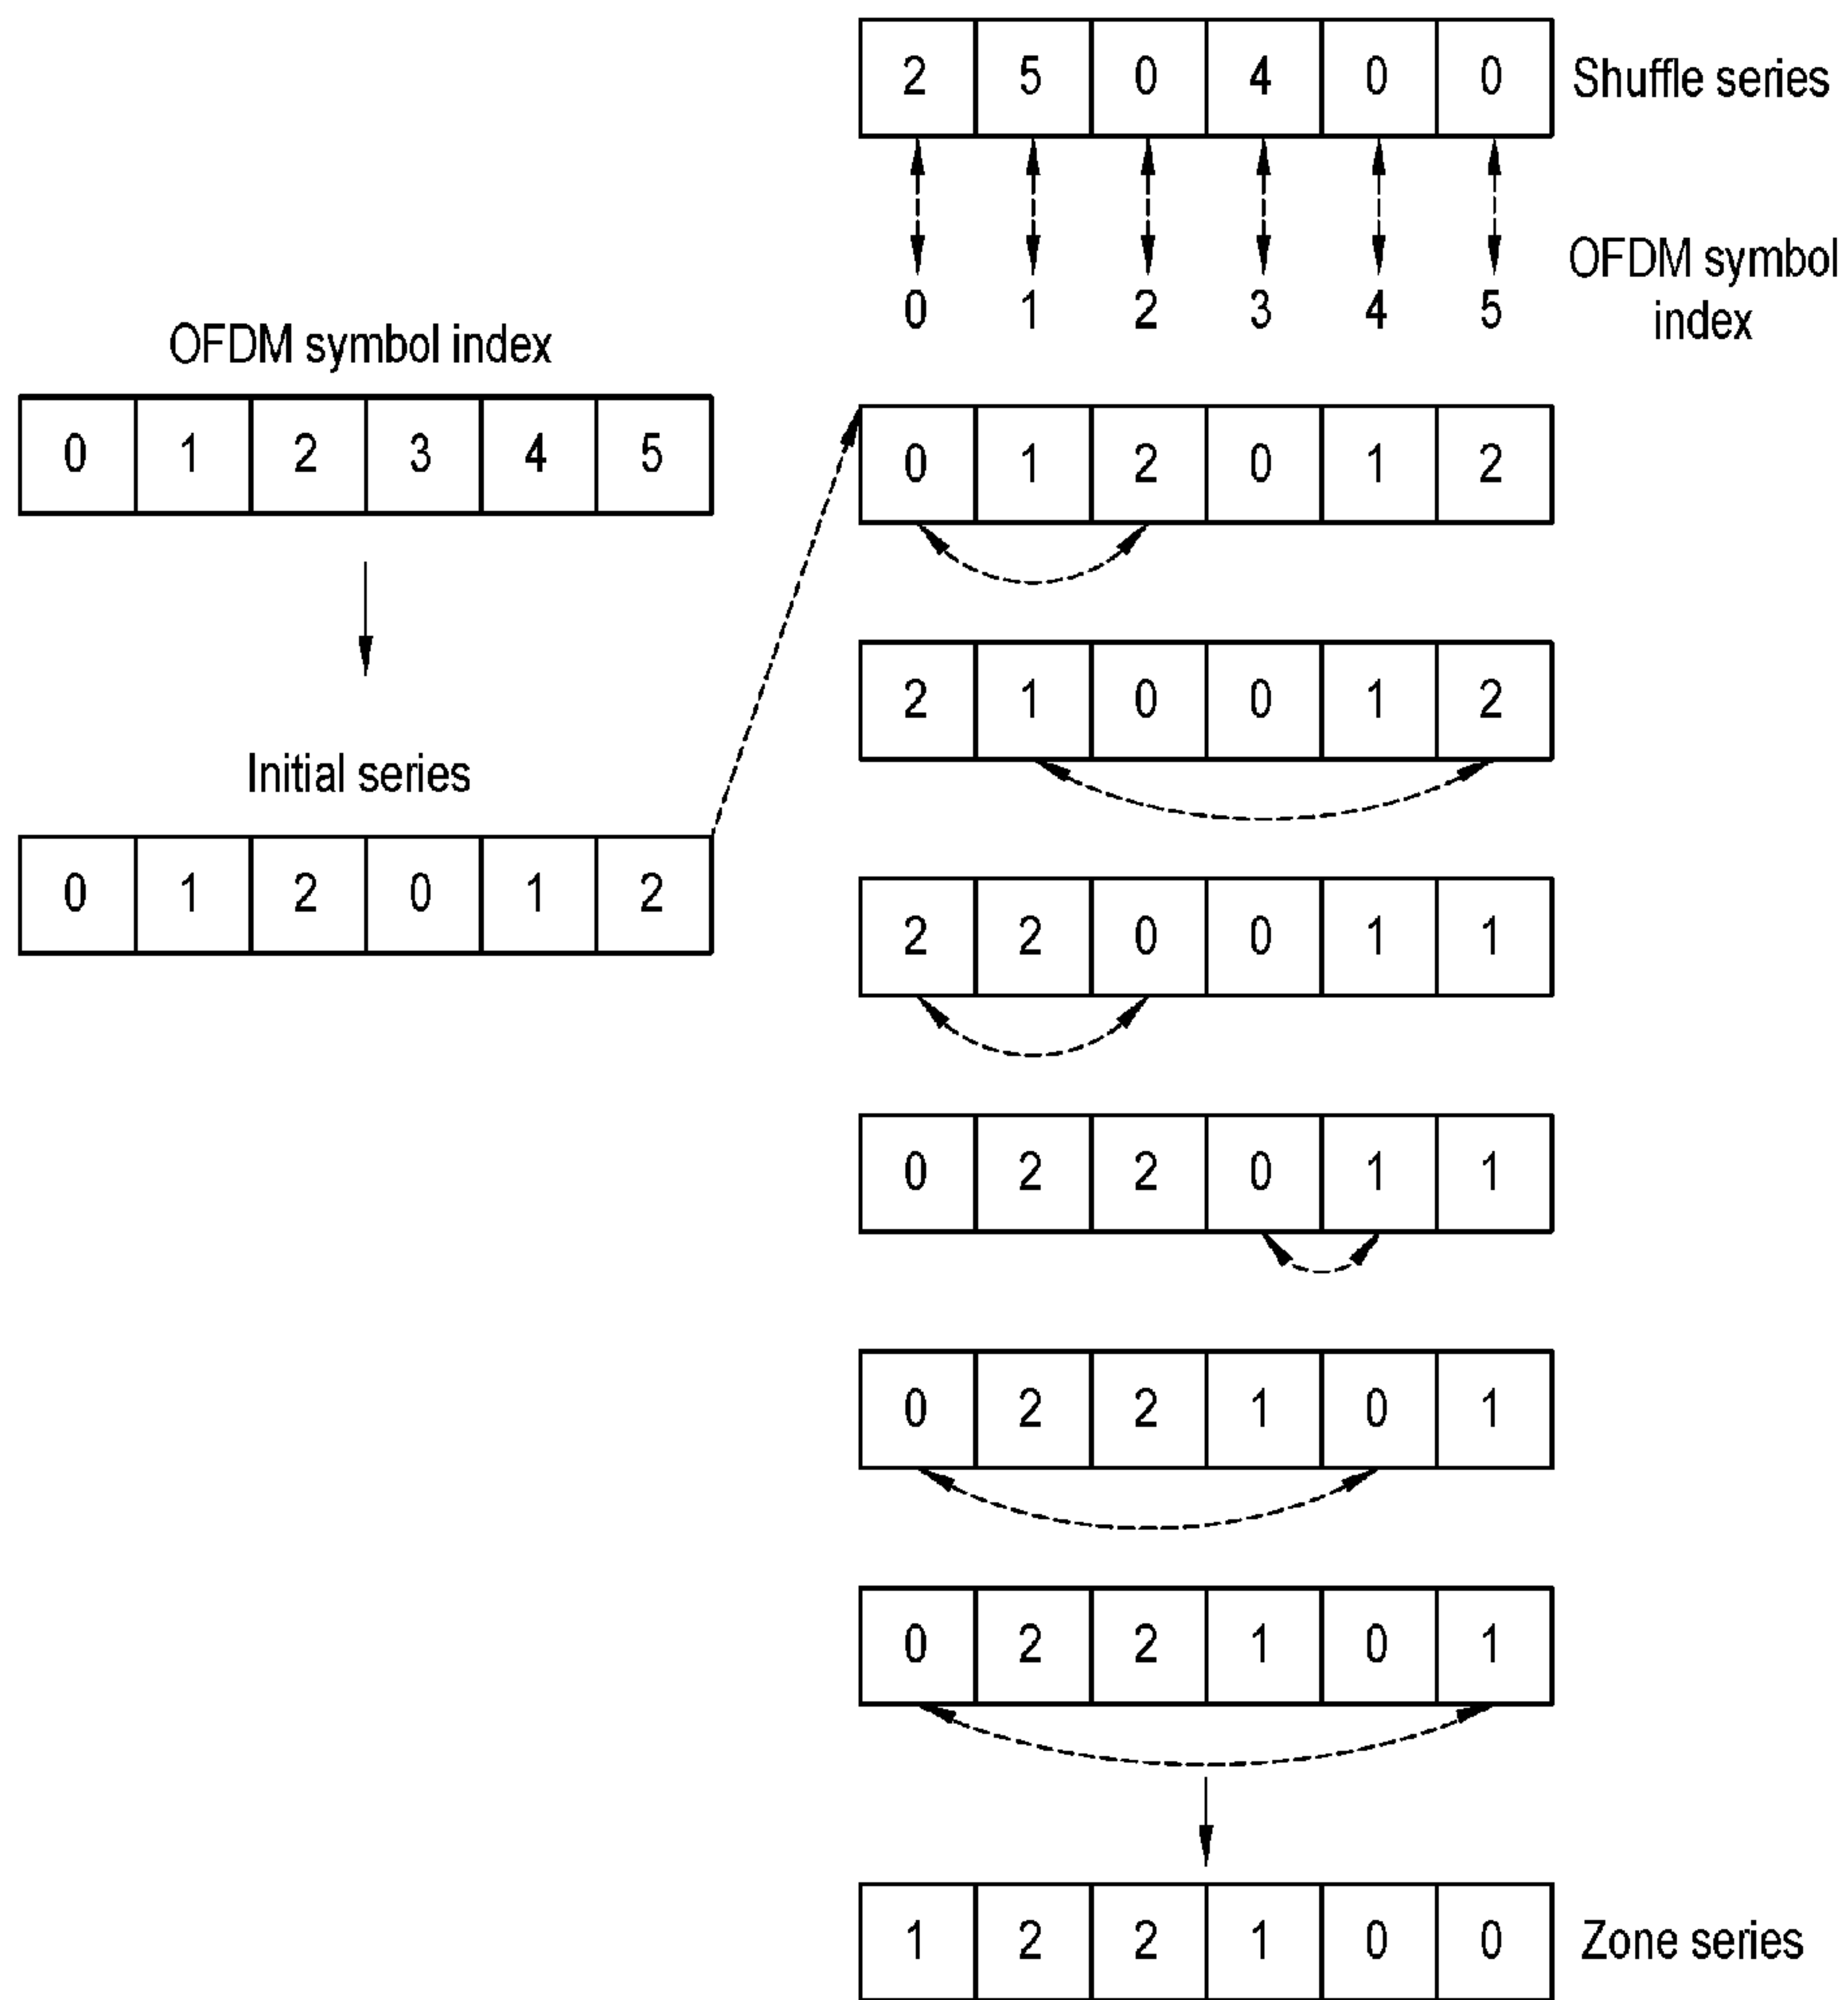 2 5 0 4 0 0 Shuffle series
0 1 2 3 4 5 OFDM symbol
index
OFDM symbol index
0 1 2 3 4 5
Initial series
0 1 2 0 1 2
0 1 2 0 1 2
2 1 0 0 1 2
2 2 0 0 1 1
0 2 2 0 1 1
0 2 2 1 0 1
0 2 2 1 0 1
1 2 2 1 0 0 Zone series